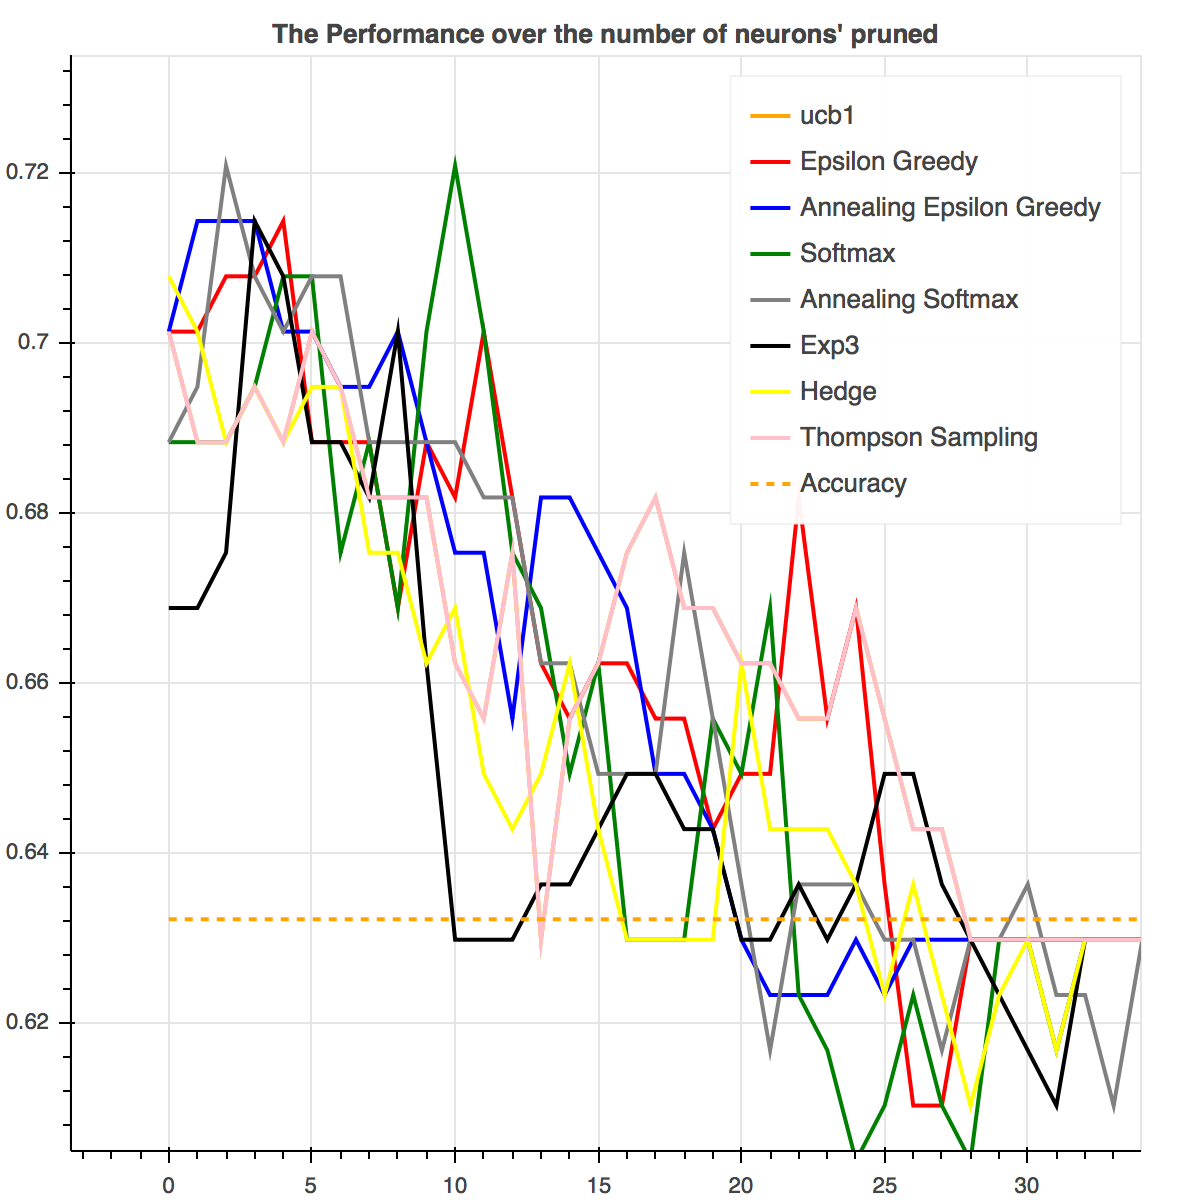 The Performance over the number of neurons' pruned
ucb1
Epsilon Greedy
Annealing Epsilon Greedy
Softmax
Annealing Softmax
Exp3
Hedge
Thompson Sampling
Accuracy
0.72
0.7
0.68
0.66
0.64
0.62
0 5 10 15 20 25 30